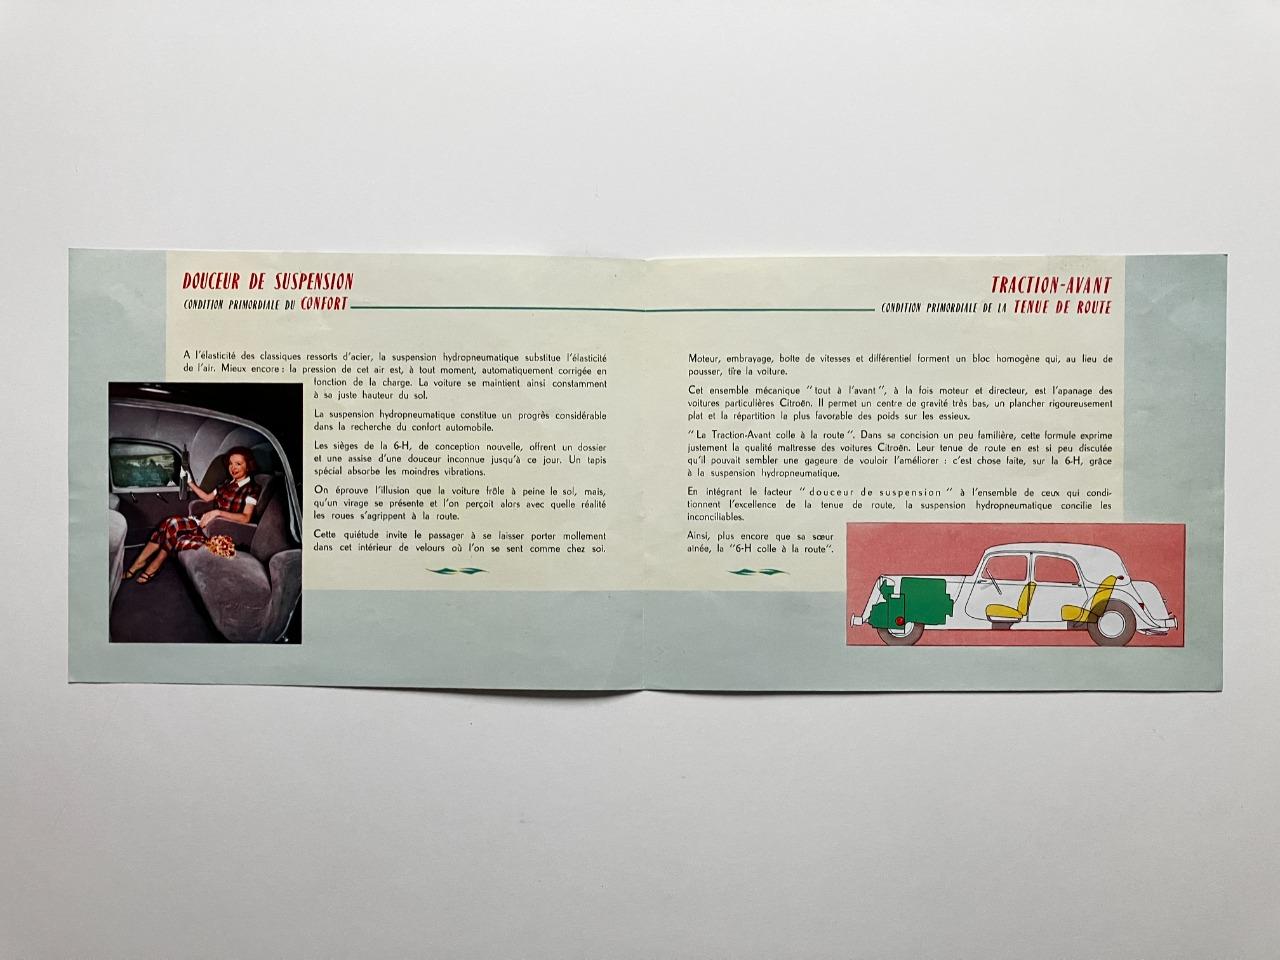 DOUCEUR DE SUSPENSION
CONDITION PRIMORDIALE DU CONFORT
A l'élasticité des classiques ressorts d'acier, la suspension hydropneumatique substitue l'élasticité
de l'air. Mieux encore : la pression de cet air est, à tout moment, automatiquement corrigée en
fonction de la charge. La voiture se maintient ainsi constamment
à sa juste hauteur du sol.
La suspension hydropneumatique constitue un progrès considérable
dans la recherche du confort automobile.
Les sièges de la 6-H, de conception nouvelle, offrent un dossier
et une assise d'une douceur inconnue jusqu'à ce jour. Un tapis
spécial absorbe les moindres vibrations.
On éprouve l'illusion que la voiture frôle à peine le sol, mais,
qu'un virage se présente et l'on perçoit alors avec quelle réalité
les roues s'agrippent à la route.
Cette quiétude invite le passager à se laisser porter mollement
dans cet intérieur de velours où l'on se sent comme chez soi.
TRACTION-AVANT
CONDITION PRIMORDIALE DE LA TENUE DE ROUTE
Moteur, embrayage, boîte de vitesses et différentiel forment un bloc homogène qui, au lieu de
pousser, tire la voiture.
Cet ensemble mécanique "tout à l'avant", à la fois moteur et directeur, est l'apanage des
voitures particulières Citroën. Il permet un centre de gravité très bas, un plancher rigoureusement
plat et la répartition la plus favorable des poids sur les essieux.
"La Traction-Avant colle à la route". Dans sa concision un peu familière, cette formule exprime
justement la qualité maîtresse des voitures Citroën. Leur tenue de route en est si peu discutée
qu'il pouvait sembler une gageure de vouloir l'améliorer : c'est chose faite, sur la 6-H, grâce
à la suspension hydropneumatique.
En intégrant le facteur "douceur de suspension" à l'ensemble de ceux qui condi-
tionnent l'excellence de la tenue de route, la suspension hydropneumatique concilie les
inconciliables.
Ainsi, plus encore que sa sœur
aînée, la "6-H colle à la route".